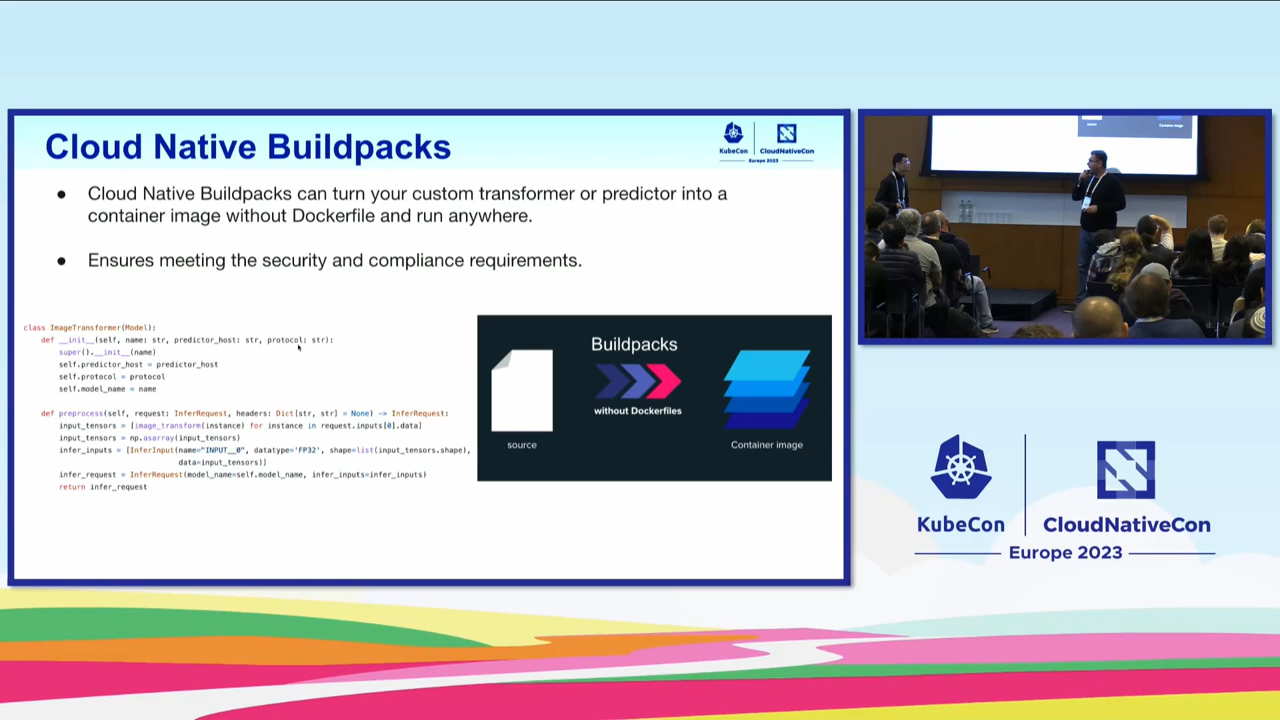 Cloud Native Buildpacks
KubeCon
CloudNativeCon
Europe 2023
● Cloud Native Buildpacks can turn your custom transformer or predictor into a
container image without Dockerfile and run anywhere.
● Ensures meeting the security and compliance requirements.
class ImageTransformer(Model):
def __init__(self, name: str, predictor_host: str, protocol: str):
super().__init__(name)
self.predictor_host = predictor_host
self.protocol = protocol
self.model_name = name
def preprocess(self, request: InferRequest, headers: Dict[str, str] = None) -> InferRequest:
input_tensors = [image_transform(instance) for instance in request.inputs[0].data]
input_tensors = np.asarray(input_tensors)
infer_inputs = [InferInput(name="INPUT__0", datatype='FP32', shape=list(input_tensors.shape),
data=input_tensors)]
infer_request = InferRequest(model_name=self.model_name, infer_inputs=infer_inputs)
return infer_request
Buildpacks
without Dockerfiles
source
Container image
source
Container image
KubeCon
CloudNativeCon
Europe 2023